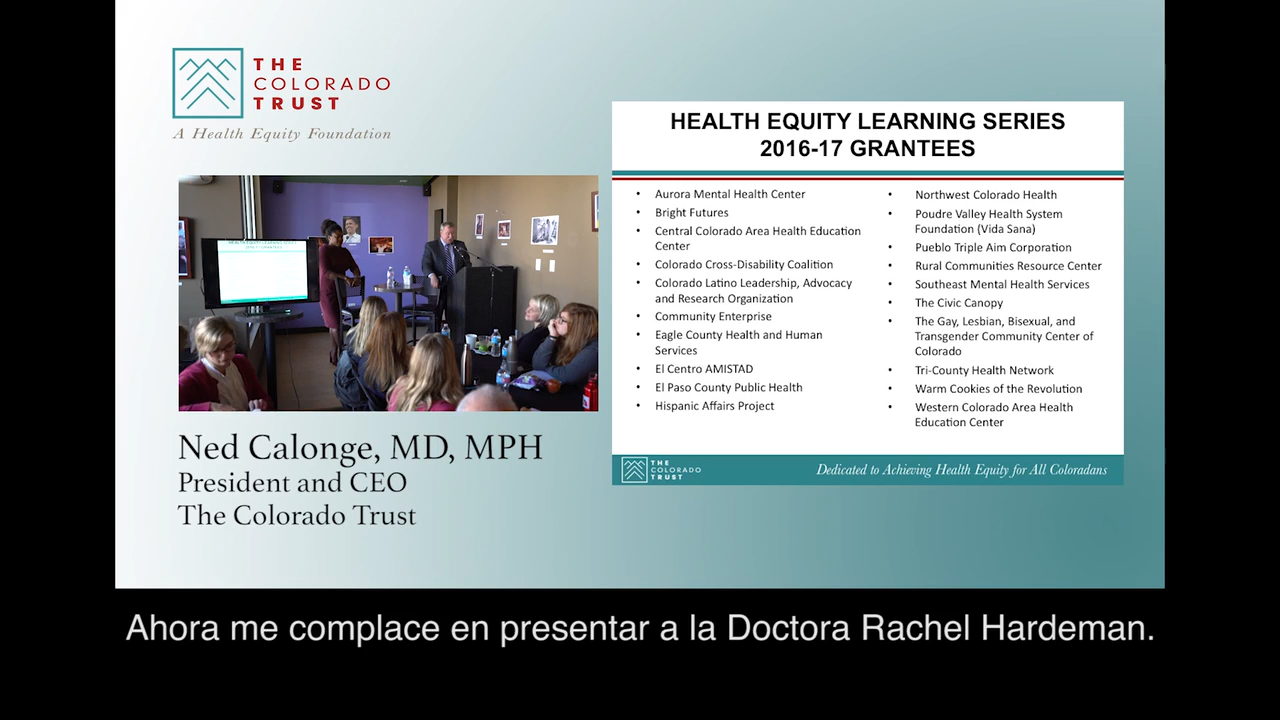 THE
COLORADO
TRUST
A Health Equity Foundation
HEALTH EQUITY LEARNING SERIES
2016-17 GRANTEES
• Aurora Mental Health Center
• Bright Futures
• Central Colorado Area Health Education
Center
• Colorado Cross-Disability Coalition
• Colorado Latino Leadership, Advocacy
and Research Organization
• Community Enterprise
• Eagle County Health and Human
Services
• El Centro AMISTAD
• El Paso County Public Health
• Hispanic Affairs Project
• Northwest Colorado Health
• Poudre Valley Health System
Foundation (Vida Sana)
• Pueblo Triple Aim Corporation
• Rural Communities Resource Center
• Southeast Mental Health Services
• The Civic Canopy
• The Gay, Lesbian, Bisexual, and
Transgender Community Center of
Colorado
• Tri-County Health Network
• Warm Cookies of the Revolution
• Western Colorado Area Health
Education Center
THE
COLORADO
TRUST
Dedicated to Achieving Health Equity for All Coloradans
Ned Calonge, MD, MPH
President and CEO
The Colorado Trust
Ahora me complace en presentar a la Doctora Rachel Hardeman.